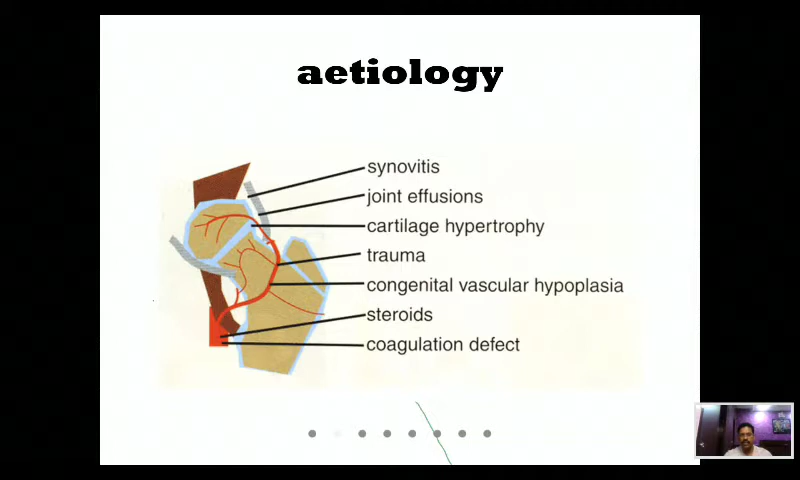 aetiology
synovitis
joint effusions
cartilage hypertrophy
trauma
congenital vascular hypoplasia
steroids
coagulation defect